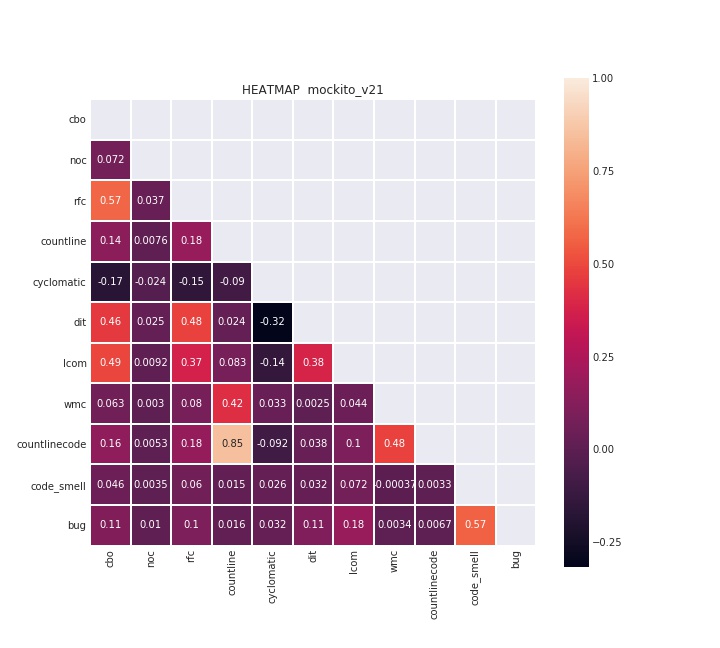 HEATMAP mockito_v21
cbo
noc 0.072
rfc 0.57 0.037
countline 0.14 0.0076 0.18
cyclomatic -0.17 -0.024 -0.15 -0.09
dit 0.46 0.025 0.48 0.024 -0.32
lcom 0.49 0.0092 0.37 0.083 -0.14 0.38
wmc 0.063 0.003 0.08 0.42 0.033 0.0025 0.044
countlinecode 0.16 0.0053 0.18 0.85 -0.092 0.038 0.1 0.48
code_smell 0.046 0.0035 0.06 0.015 0.026 0.032 0.072 -0.00037 0.0033
bug 0.11 0.01 0.1 0.016 0.032 0.11 0.18 0.0034 0.0067 0.57
cbo noc rfc countline cyclomatic dit lcom wmc countlinecode code_smell bug
1.00
0.75
0.50
0.25
0.00
−0.25